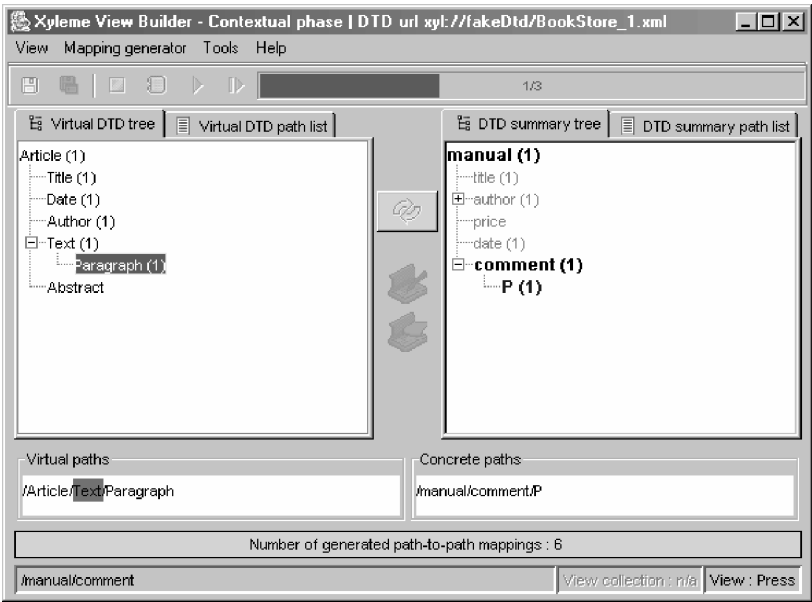 Xyleme View Builder - Contextual phase | DTD url xyl://fakeDtd/BookStore_1.xml
View Mapping generator Tools Help
1/3
Virtual DTD tree Virtual DTD path list
Article (1)
Title (1)
Date (1)
Author (1)
Text (1)
Paragraph (1)
Abstract
DTD summary tree DTD summary path list
manual (1)
title (1)
author (1)
price
date (1)
comment (1)
P (1)
Virtual paths
/Article/Text/Paragraph
Concrete paths
/manual/comment/P
Number of generated path-to-path mappings : 6
/manual/comment View collection : n/a View : Press